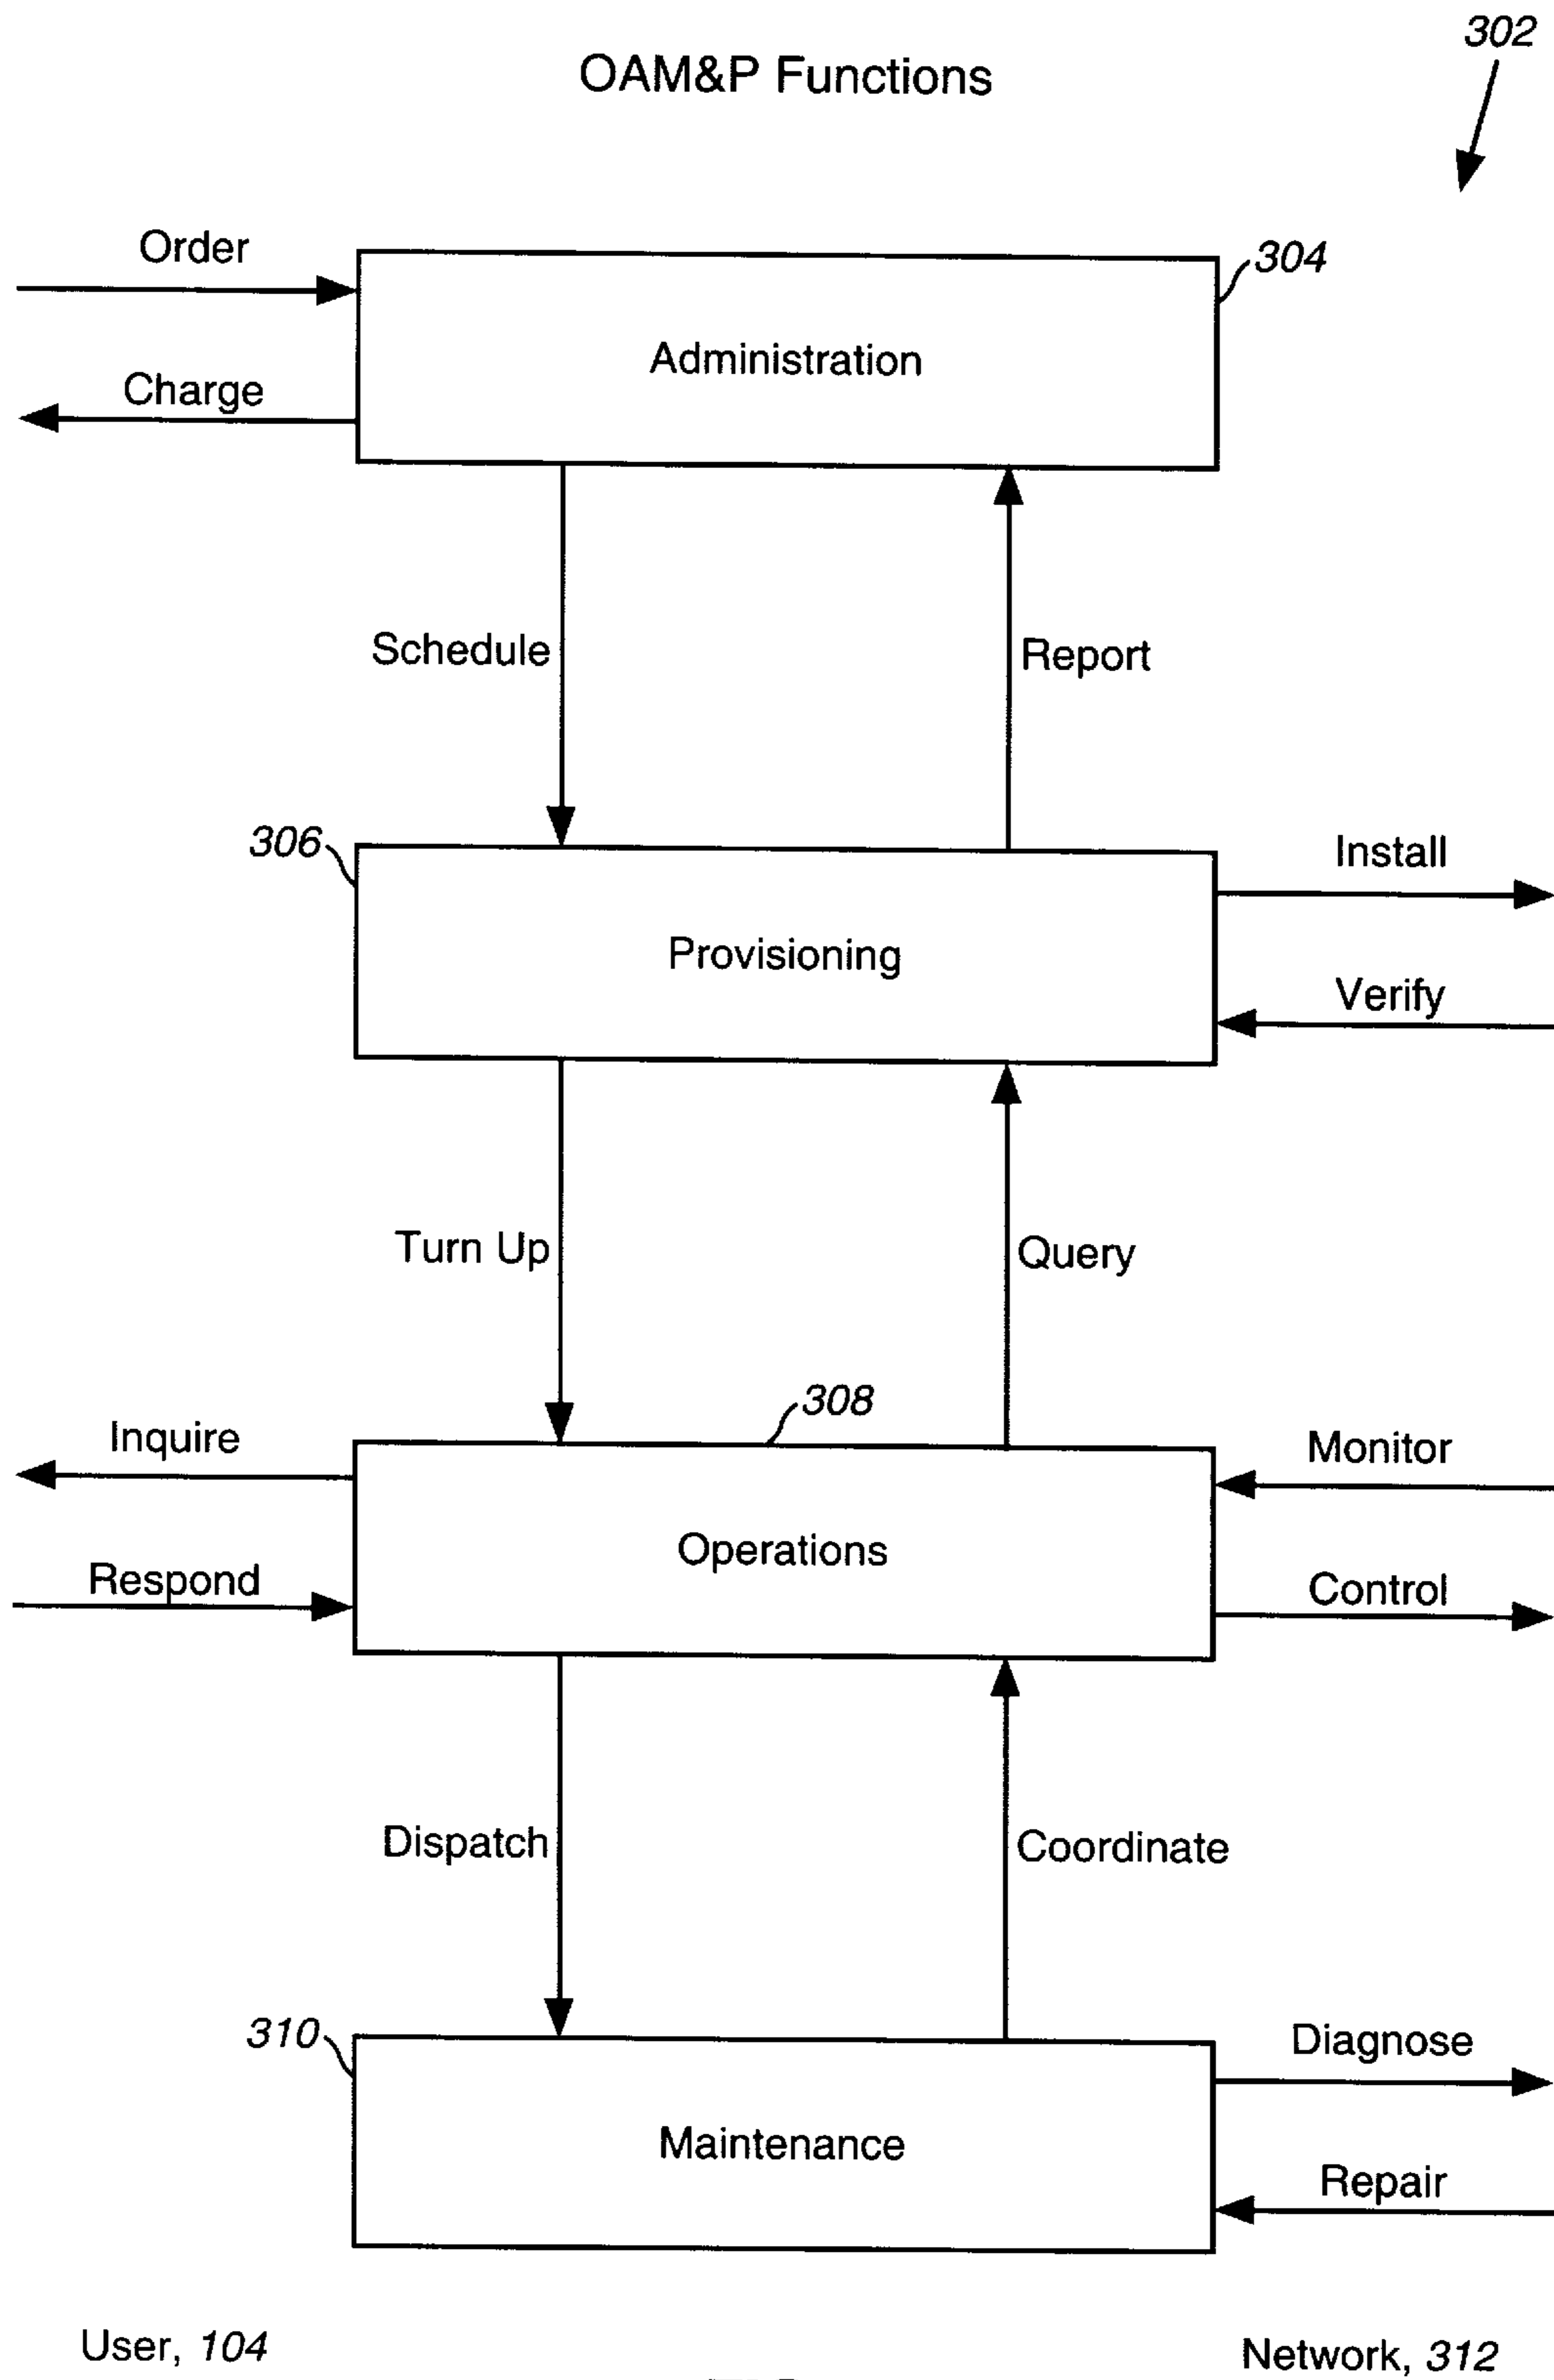 302
OAM&P Functions
Order
304
Administration
Charge
Schedule
Report
306
Install
Provisioning
Verify
Turn Up
Query
308
Inquire
Monitor
Operations
Respond
Control
Dispatch
Coordinate
310
Diagnose
Maintenance
Repair
User, 104
Network, 312